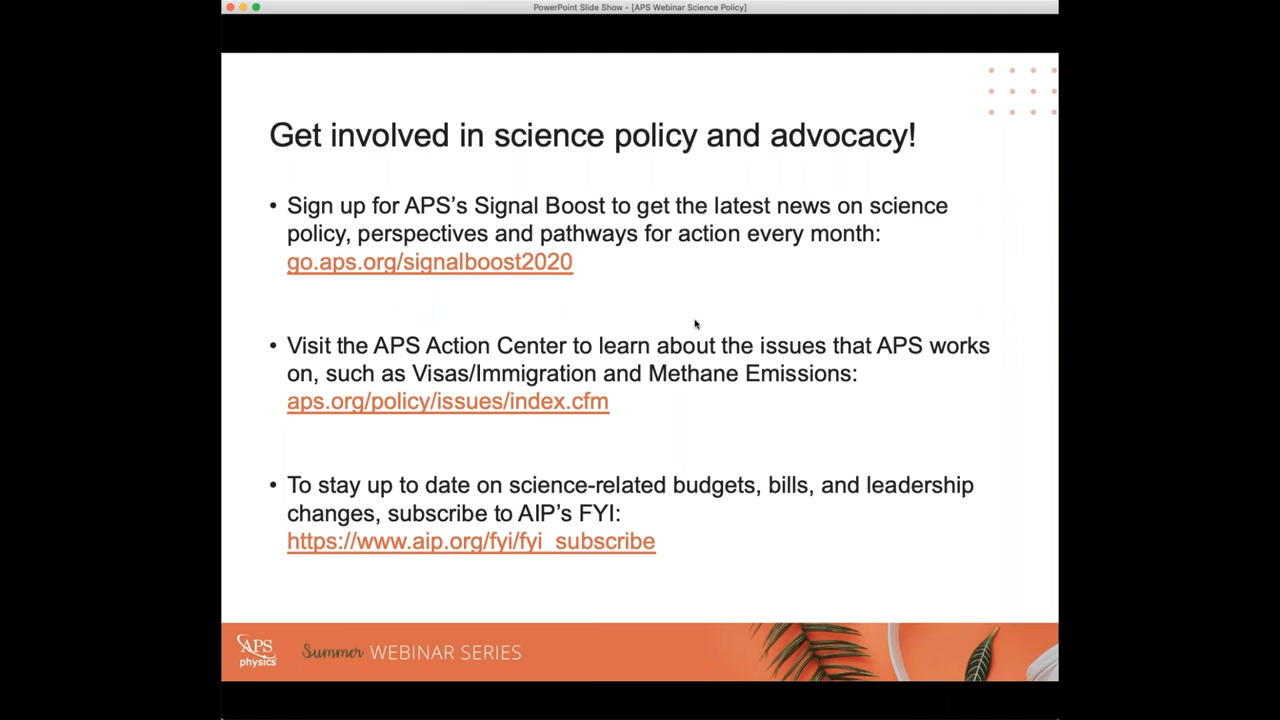 PowerPoint Slide Show - [APS Webinar Science Policy]
Get involved in science policy and advocacy!
• Sign up for APS’s Signal Boost to get the latest news on science
policy, perspectives and pathways for action every month:
go.aps.org/signalboost2020
• Visit the APS Action Center to learn about the issues that APS works
on, such as Visas/Immigration and Methane Emissions:
aps.org/policy/issues/index.cfm
• To stay up to date on science-related budgets, bills, and leadership
changes, subscribe to AIP’s FYI:
https://www.aip.org/fyi/fyi_subscribe
APS
physics
Summer WEBINAR SERIES